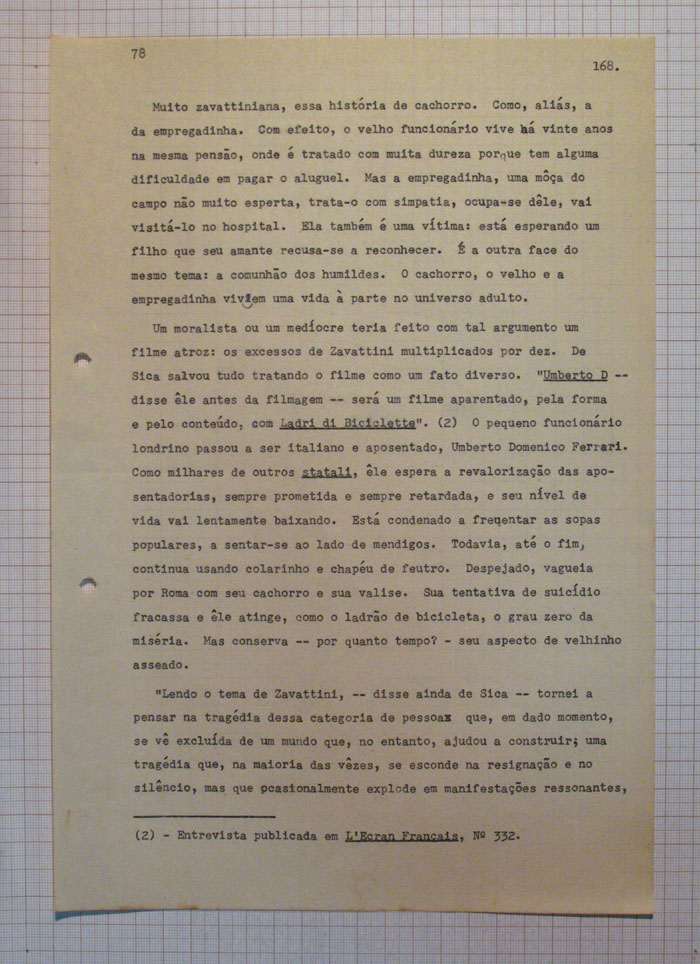 78
168.
Muito zavattiniana, essa história de cachorro. Como, aliás, a
da empregadinha. Com efeito, o velho funcionário vive há vinte anos
na mesma pensão, onde é tratado com muita dureza porque tem alguma
dificuldade em pagar o aluguel. Mas a empregadinha, uma môça do
campo não muito esperta, trata-o com simpatia, ocupa-se dêle, vai
visitá-lo no hospital. Ela também é uma vítima: está esperando um
filho que seu amante recusa-se a reconhecer. É a outra face do
mesmo tema: a comunhão dos humildes. O cachorro, o velho e a
empregadinha vivem uma vida à parte no universo adulto.
Um moralista ou um medíocre teria feito com tal argumento um
filme atroz: os excessos de Zavattini multiplicados por dez. De
Sica salvou tudo tratando o filme como um fato diverso. "Umberto D --
disse êle antes da filmagem -- será um filme aparentado, pela forma
e pelo conteúdo, com Ladri di Biciclette". (2) O pequeno funcionário
londrino passou a ser italiano e aposentado, Umberto Domenico Ferrari.
Como milhares de outros statali, êle espera a revalorização das apo-
sentadorias, sempre prometida e sempre retardada, e seu nível de
vida vai lentamente baixando. Está condenado a freqentar as sopas
populares, a sentar-se ao lado de mendigos. Todavia, até o fim,
continua usando colarinho e chapéu de feutro. Despejado, vagueia
por Roma com seu cachorro e sua valise. Sua tentativa de suicídio
fracassa e êle atinge, como o ladrão de bicicleta, o grau zero da
miséria. Mas conserva -- por quanto tempo? - seu aspecto de velhinho
asseado.
"Lendo o tema de Zavattini, -- disse ainda de Sica -- tornei a
pensar na tragédia dessa categoria de pessoax que, em dado momento,
se vê excluída de um mundo que, no entanto, ajudou a construir; uma
tragédia que, na maioria das vêzes, se esconde na resignação e no
silêncio, mas que pcasionalmente explode em manifestações ressonantes,
(2) - Entrevista publicada em L'Ecran Français, Nº 332.